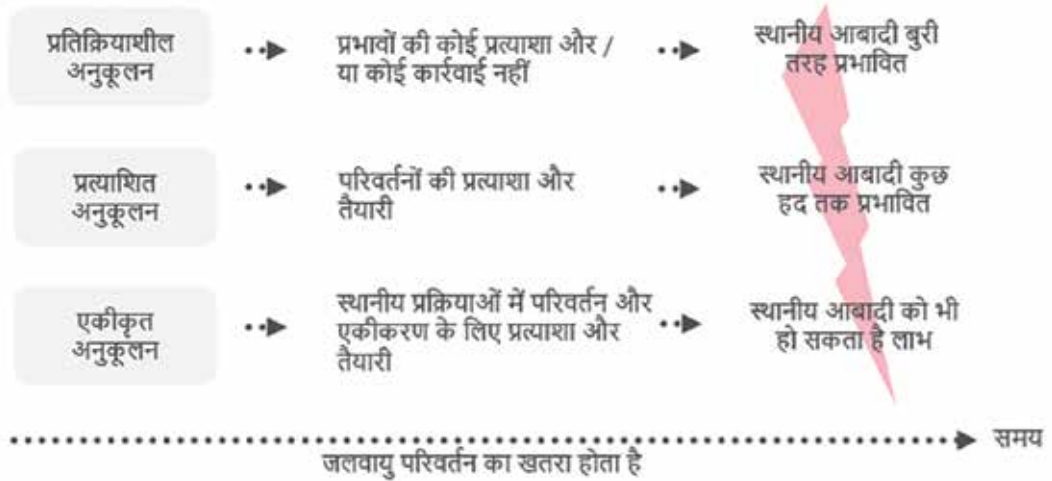 प्रतिक्रियाशील
अनुकूलन
प्रभावों की कोई प्रत्याशा और /
या कोई कार्रवाई नहीं
स्थानीय आबादी बुरी
तरह प्रभावित
प्रत्याशित
अनुकूलन
परिवर्तनों की प्रत्याशा और
तैयारी
स्थानीय आबादी कुछ
हद तक प्रभावित
एकीकृत
अनुकूलन
स्थानीय प्रक्रियाओं में परिवर्तन और
एकीकरण के लिए प्रत्याशा और
तैयारी
स्थानीय आबादी को भी
हो सकता है लाभ
समय
जलवायु परिवर्तन का खतरा होता है